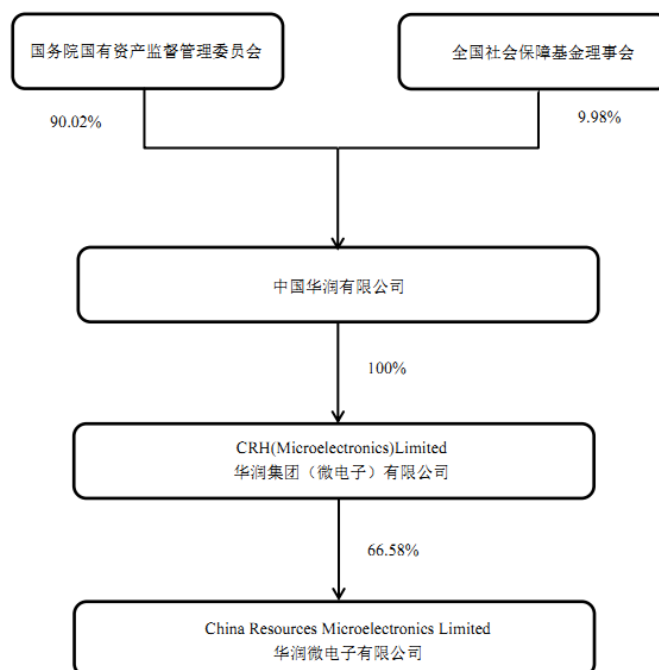 国务院国有资产监督管理委员会
全国社会保障基金理事会
90.02%
9.98%
中国华润有限公司
100%
CRH(Microelectronics)Limited
华润集团（微电子）有限公司
66.58%
China Resources Microelectronics Limited
华润微电子有限公司